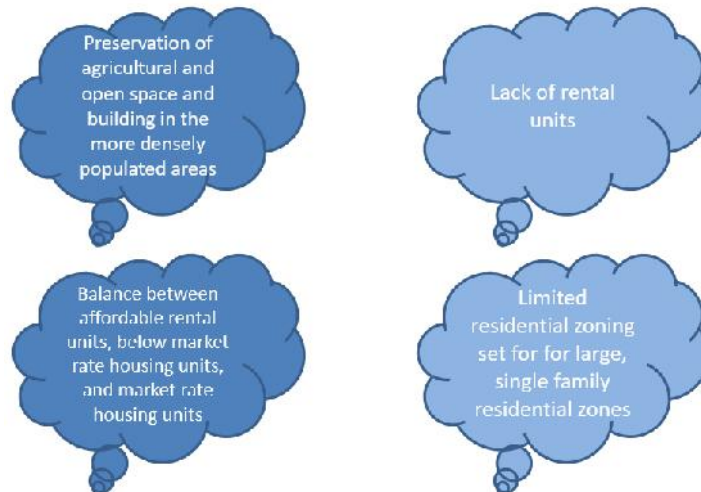 Preservation of
agricultural and
open space and
building in the
more densely
populated areas
Lack of rental
units
Balance between
affordable rental
units, below market
rate housing units,
and market rate
housing units
Limited
residential zoning
set for for large,
single family
residential zones